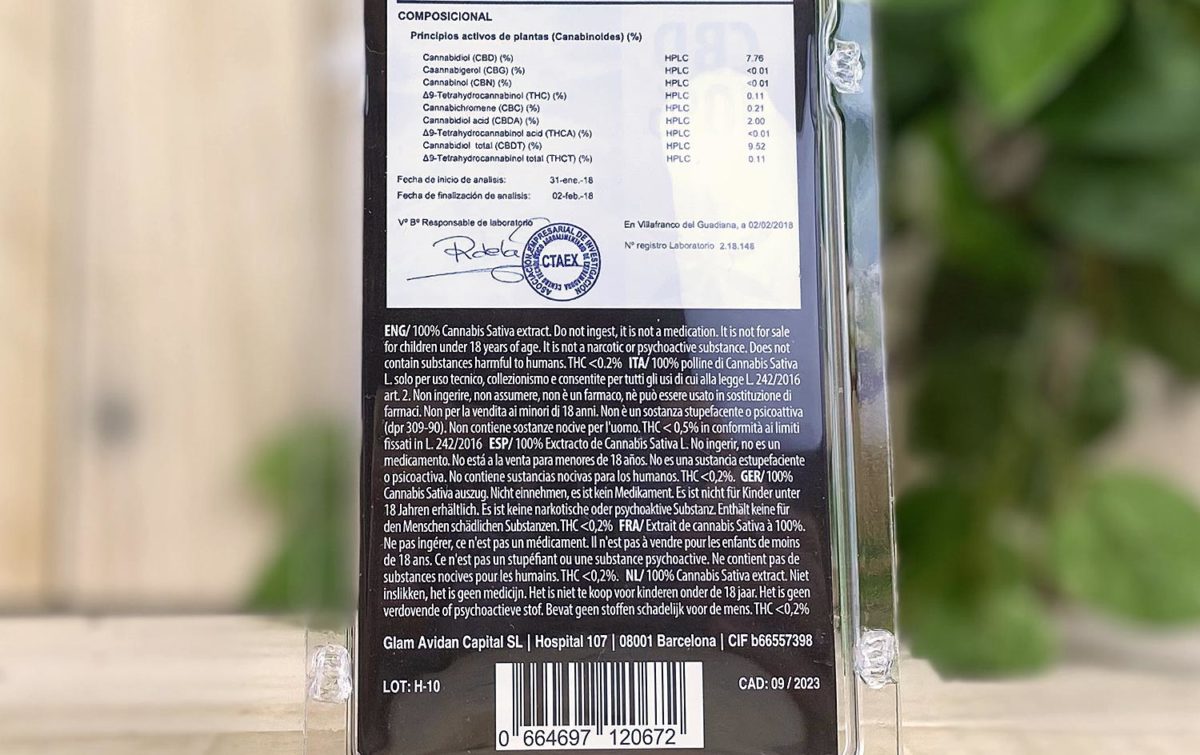 COMPOSICIONAL
Principios activos de plantas (Canabinoides) (%)
Cannabidiol (CBD) (%) HPLC 7.76
Caannabigerol (CBG) (%) HPLC <0.01
Cannabinol (CBN) (%) HPLC <0.01
Δ9-Tetrahydrocannabinol (THC) (%) HPLC 0.11
Cannabichromene (CBC) (%) HPLC 0.21
Cannabidiol acid (CBDA) (%) HPLC 2.00
Δ9-Tetrahydrocannabinol acid (THCA) (%) HPLC <0.01
Cannabidiol total (CBDT) (%) HPLC 9.52
Δ9-Tetrahydrocannabinol total (THCT) (%) HPLC 0.11
Fecha de inicio de analisis: 31-ene.-18
Fecha de finalización de analisis: 02-feb.-18
Vº Bº Responsable de laboratorio
En Villafranco del Guadiana, a 02/02/2018
Nº registro Laboratorio 2.18.148
ASOCIACIÓN EMPRESARIAL DE INVESTIGACIÓN
CENTRO TECNOLÓGICO AGROALIMENTARIO DE EXTREMADURA
CTAEX
ENG/ 100% Cannabis Sativa extract. Do not ingest, it is not a medication. It is not for sale
for children under 18 years of age. It is not a narcotic or psychoactive substance. Does not
contain substances harmful to humans. THC <0.2% ITA/ 100% polline di Cannabis Sativa
L. solo per uso tecnico, collezionismo e consentite per tutti gli usi di cui alla legge L. 242/2016
art. 2. Non ingerire, non assumere, non è un farmaco, nè può essere usato in sostituzione di
farmaci. Non per la vendita ai minori di 18 anni. Non è un sostanza stupefacente o psicoattiva
(dpr 309-90). Non contiene sostanze nocive per l'uomo. THC < 0,5% in conformità ai limiti
fissati in L. 242/2016 ESP/ 100% Exctracto de Cannabis Sativa L. No ingerir, no es un
medicamento. No está a la venta para menores de 18 años. No es una sustancia estupefaciente
o psicoactiva. No contiene sustancias nocivas para los humanos. THC <0,2%. GER/ 100%
Cannabis Sativa auszug. Nicht einnehmen, es ist kein Medikament. Es ist nicht für Kinder unter
18 Jahren erhältlich. Es ist keine narkotische oder psychoaktive Substanz. Enthält keine für
den Menschen schädlichen Substanzen. THC <0,2% FRA/ Extrait de cannabis Sativa à 100%.
Ne pas ingérer, ce n'est pas un médicament. Il n'est pas à vendre pour les enfants de moins
de 18 ans. Ce n'est pas un stupéfiant ou une substance psychoactive. Ne contient pas de
substances nocives pour les humains. THC <0,2%. NL/ 100% Cannabis Sativa extract. Niet
inslikken, het is geen medicijn. Het is niet te koop voor kinderen onder de 18 jaar. Het is geen
verdovende of psychoactieve stof. Bevat geen stoffen schadelijk voor de mens. THC <0,2%
Glam Avidan Capital SL | Hospital 107 | 08001 Barcelona | CIF b66557398
LOT: H-10
CAD: 09 / 2023
0 664697 120672